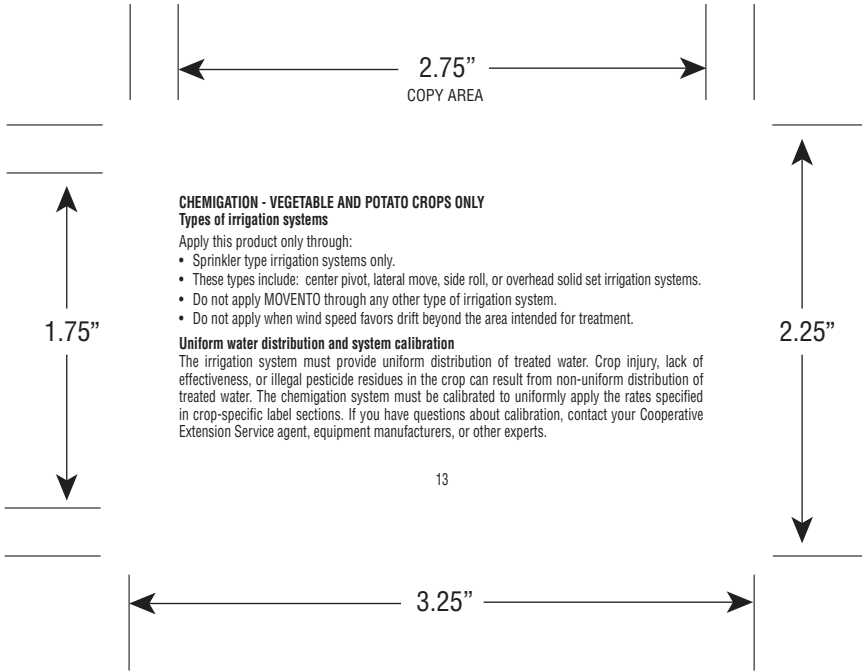 2.75”
COPY AREA
CHEMIGATION - VEGETABLE AND POTATO CROPS ONLY
Types of irrigation systems
Apply this product only through:
• Sprinkler type irrigation systems only.
• These types include: center pivot, lateral move, side roll, or overhead solid set irrigation systems.
• Do not apply MOVENTO through any other type of irrigation system.
• Do not apply when wind speed favors drift beyond the area intended for treatment.
1.75”
2.25”
Uniform water distribution and system calibration
The irrigation system must provide uniform distribution of treated water. Crop injury, lack of
effectiveness, or illegal pesticide residues in the crop can result from non-uniform distribution of
treated water. The chemigation system must be calibrated to uniformly apply the rates specified
in crop-specific label sections. If you have questions about calibration, contact your Cooperative
Extension Service agent, equipment manufacturers, or other experts.
13
3.25”